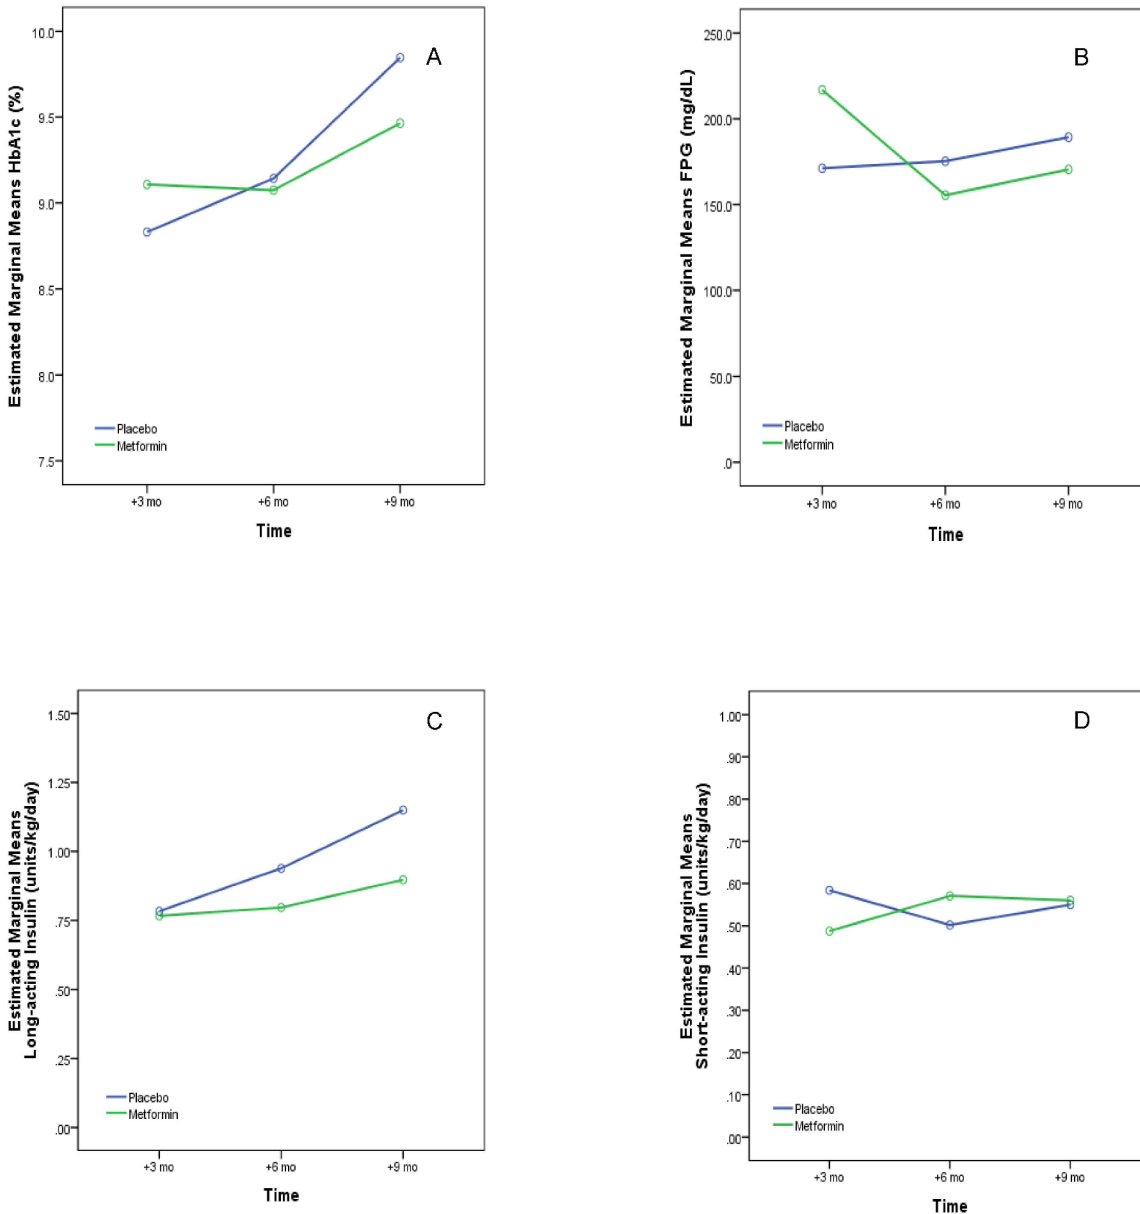 A
Estimated Marginal Means HbA1c (%)
10.0
9.5
9.0
8.5
8.0
7.5
Placebo
Metformin
+3 mo
+6 mo
+9 mo
Time
B
Estimated Marginal Means FPG (mg/dL)
250.0
200.0
150.0
100.0
50.0
.0
Placebo
Metformin
+3 mo
+6 mo
+9 mo
Time
C
Estimated Marginal Means
Long-acting Insulin (units/kg/day)
1.50
1.25
1.00
.75
.50
.25
.00
Placebo
Metformin
+3 mo
+6 mo
+9 mo
Time
D
Estimated Marginal Means
Short-acting Insulin (units/kg/day)
1.00
.90
.80
.70
.60
.50
.40
.30
.20
.10
.00
Placebo
Metformin
+3 mo
+6 mo
+9 mo
Time